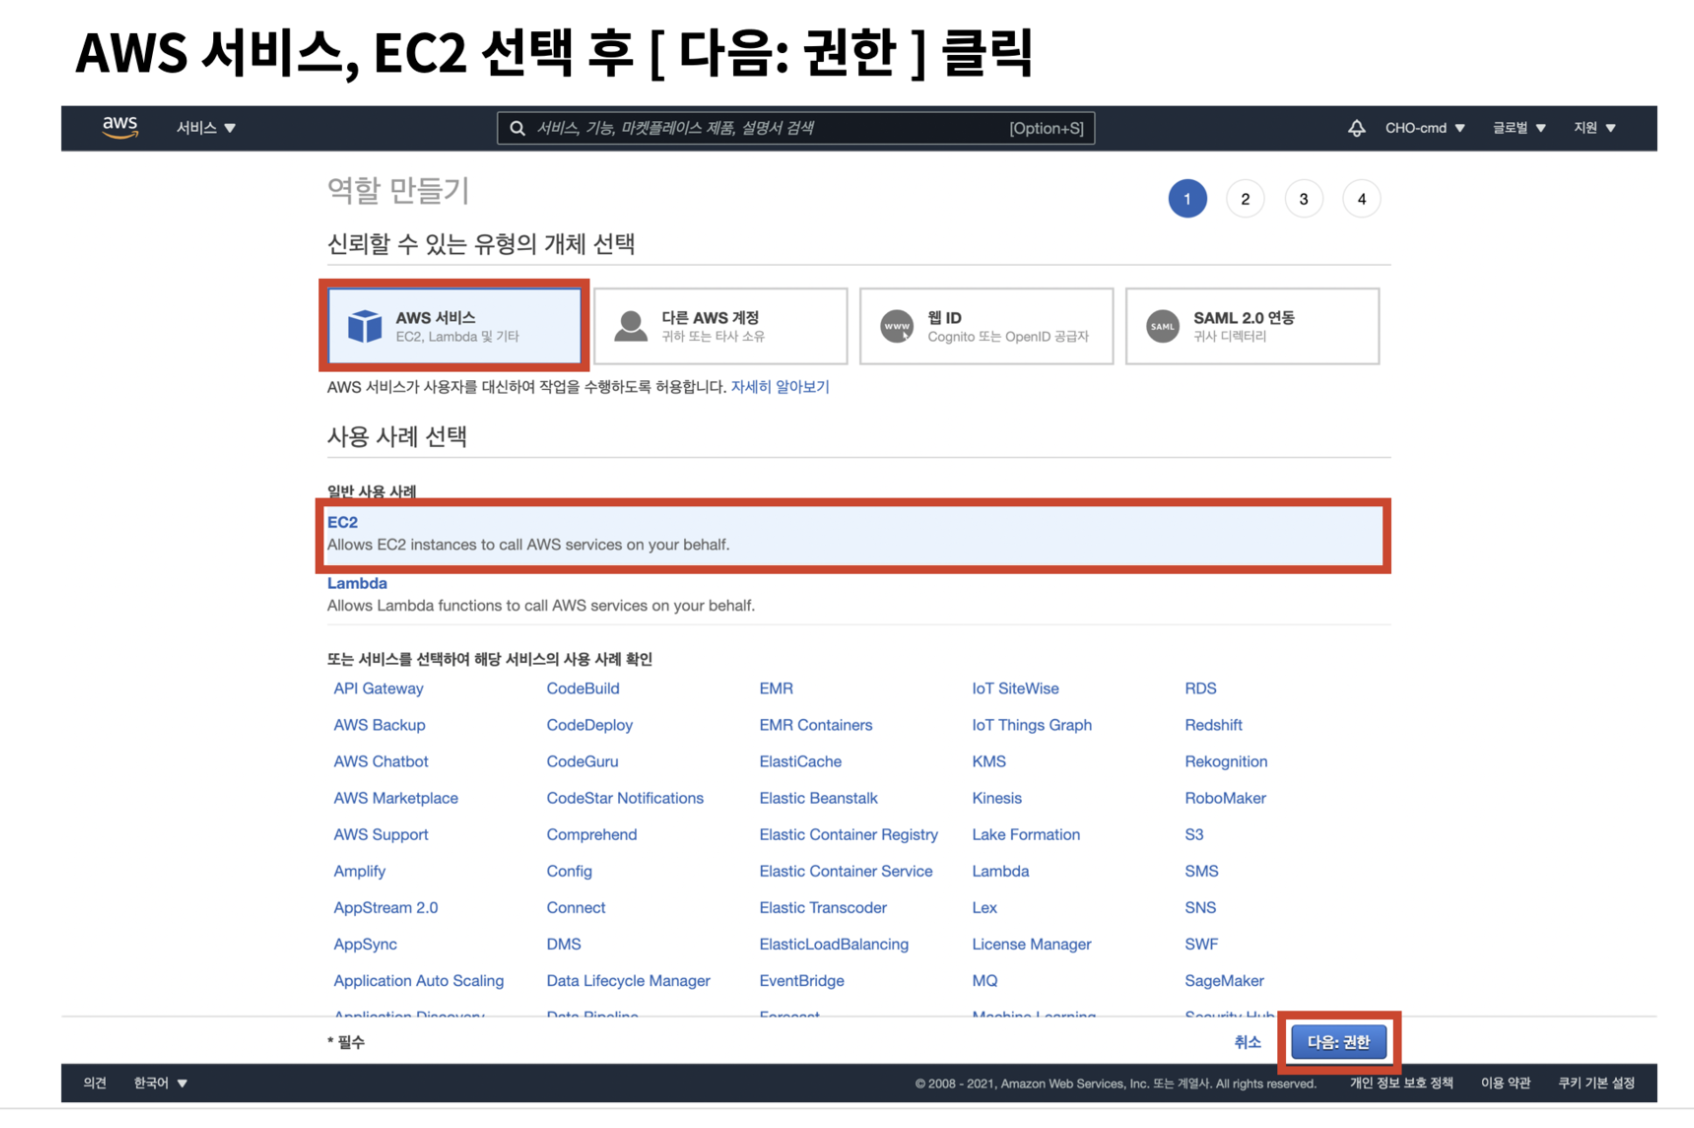 AWS 서비스, EC2 선택 후 [ 다음: 권한 ] 클릭
aws 서비스 ▼ 서비스, 기능, 마켓플레이스 제품, 설명서 검색 [Option+S] CHO-cmd ▼ 글로벌 ▼ 지원 ▼
역할 만들기 1 2 3 4
신뢰할 수 있는 유형의 개체 선택
AWS 서비스
EC2, Lambda 및 기타
다른 AWS 계정
귀하 또는 타사 소유
www
웹 ID
Cognito 또는 OpenID 공급자
SAML
SAML 2.0 연동
귀사 디렉터리
AWS 서비스가 사용자를 대신하여 작업을 수행하도록 허용합니다. 자세히 알아보기
사용 사례 선택
일반 사용 사례
EC2
Allows EC2 instances to call AWS services on your behalf.
Lambda
Allows Lambda functions to call AWS services on your behalf.
또는 서비스를 선택하여 해당 서비스의 사용 사례 확인
API Gateway CodeBuild EMR IoT SiteWise RDS
AWS Backup CodeDeploy EMR Containers IoT Things Graph Redshift
AWS Chatbot CodeGuru ElastiCache KMS Rekognition
AWS Marketplace CodeStar Notifications Elastic Beanstalk Kinesis RoboMaker
AWS Support Comprehend Elastic Container Registry Lake Formation S3
Amplify Config Elastic Container Service Lambda SMS
AppStream 2.0 Connect Elastic Transcoder Lex SNS
AppSync DMS ElasticLoadBalancing License Manager SWF
Application Auto Scaling Data Lifecycle Manager EventBridge MQ SageMaker
Application Discovery Data Pipeline Forecast Machine Learning Security Hub
* 필수 취소 다음: 권한
의견 한국어 ▼ © 2008 - 2021, Amazon Web Services, Inc. 또는 계열사. All rights reserved. 개인 정보 보호 정책 이용 약관 쿠키 기본 설정